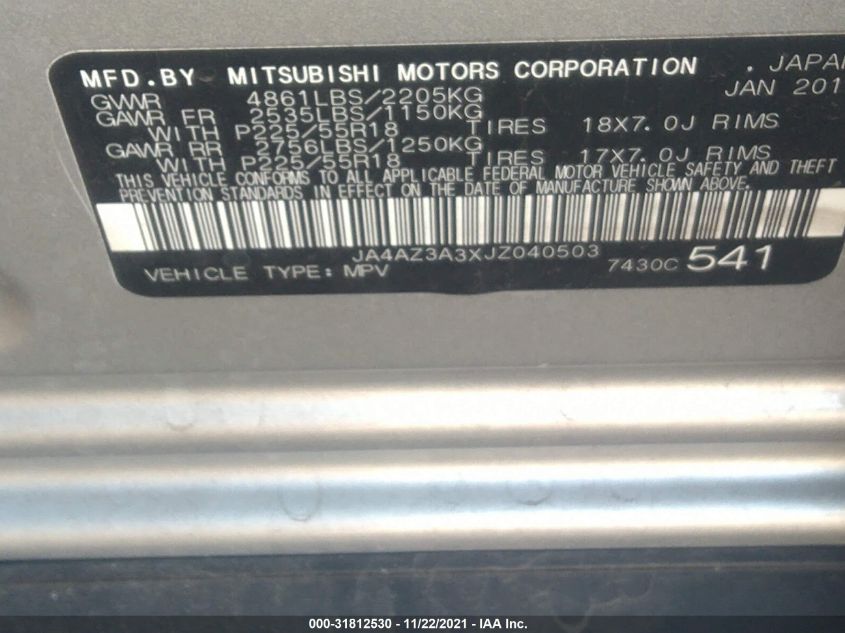 MFD.BY MITSUBISHI MOTORS CORPORATION , JAPAN
GVWR 4861LBS/2205KG JAN 201
GAWR FR 2535LBS/1150KG
WITH P225/55R18 TIRES 18X7.0J RIMS
GAWR RR 2756LBS/1250KG
WITH P225/55R18 TIRES 17X7.0J RIMS
THIS VEHICLE CONFORMS TO ALL APPLICABLE FEDERAL MOTOR VEHICLE SAFETY AND THEFT
PREVENTION STANDARDS IN EFFECT ON THE DATE OF MANUFACTURE SHOWN ABOVE.
JA4AZ3A3XJZ040503
VEHICLE TYPE: MPV 7430C 541
000-31812530 - 11/22/2021 - IAA Inc.